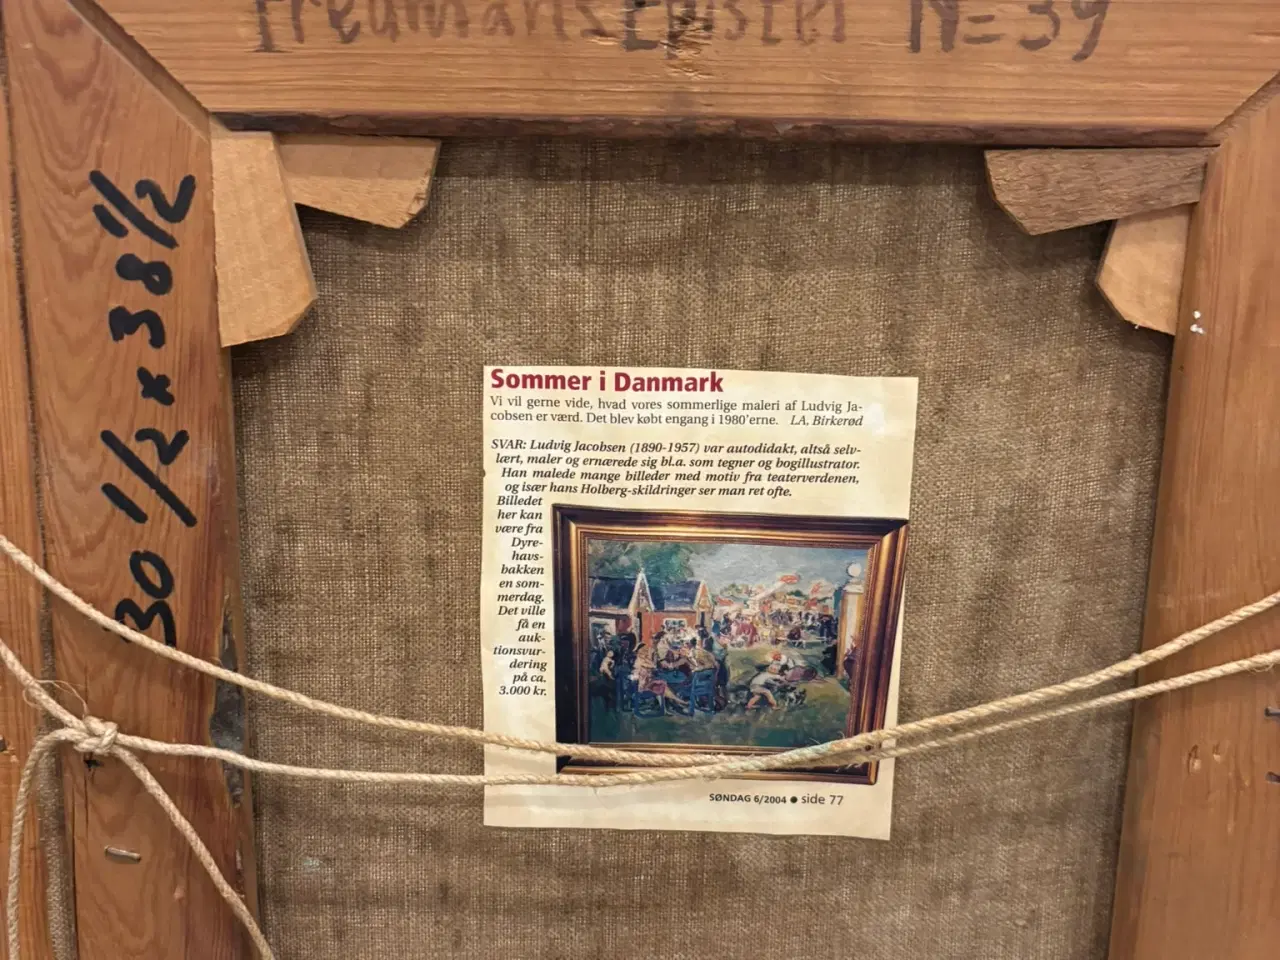 Fredmans Epistel N=39
30 1/2 x 38 1/2
Sommer i Danmark
Vi vil gerne vide, hvad vores sommerlige maleri af Ludvig Ja-
cobsen er værd. Det blev købt engang i 1980'erne. LA, Birkerød
SVAR: Ludvig Jacobsen (1890-1957) var autodidakt, altså selv-
lært, maler og ernærede sig bl.a. som tegner og bogillustrator.
Han malede mange billeder med motiv fra teaterverdenen,
og især hans Holberg-skildringer ser man ret ofte.
Billedet
her kan
være fra
Dyre-
havs-
bakken
en som-
merdag.
Det ville
få en
auk-
tionsvur-
dering
på ca.
3.000 kr.
SØNDAG 6/2004 ● side 77